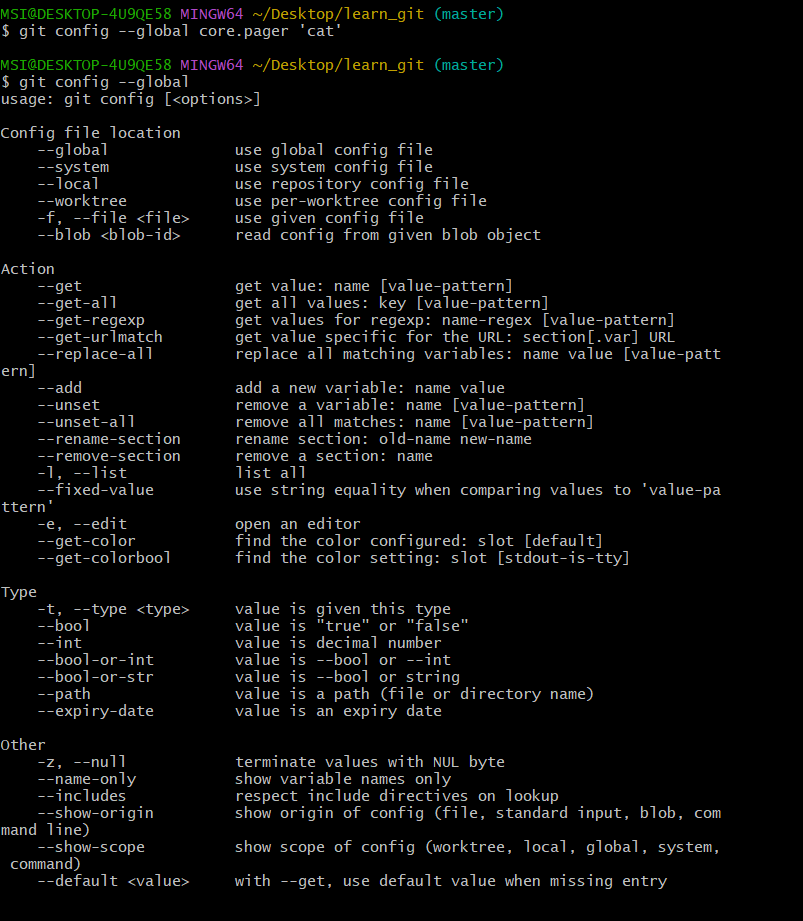 MSI@DESKTOP-4U9QE58 MINGW64 ~/Desktop/learn_git (master)
$ git config --global core.pager 'cat'

MSI@DESKTOP-4U9QE58 MINGW64 ~/Desktop/learn_git (master)
$ git config --global
usage: git config [<options>]

Config file location
    --global              use global config file
    --system              use system config file
    --local               use repository config file
    --worktree            use per-worktree config file
    -f, --file <file>     use given config file
    --blob <blob-id>      read config from given blob object

Action
    --get                 get value: name [value-pattern]
    --get-all             get all values: key [value-pattern]
    --get-regexp          get values for regexp: name-regex [value-pattern]
    --get-urlmatch        get value specific for the URL: section[.var] URL
    --replace-all         replace all matching variables: name value [value-patt
ern]
    --add                 add a new variable: name value
    --unset               remove a variable: name [value-pattern]
    --unset-all           remove all matches: name [value-pattern]
    --rename-section      rename section: old-name new-name
    --remove-section      remove a section: name
    -l, --list            list all
    --fixed-value         use string equality when comparing values to 'value-pa
ttern'
    -e, --edit            open an editor
    --get-color           find the color configured: slot [default]
    --get-colorbool       find the color setting: slot [stdout-is-tty]

Type
    -t, --type <type>     value is given this type
    --bool                value is "true" or "false"
    --int                 value is decimal number
    --bool-or-int         value is --bool or --int
    --bool-or-str         value is --bool or string
    --path                value is a path (file or directory name)
    --expiry-date         value is an expiry date

Other
    -z, --null            terminate values with NUL byte
    --name-only           show variable names only
    --includes            respect include directives on lookup
    --show-origin         show origin of config (file, standard input, blob, com
mand line)
    --show-scope          show scope of config (worktree, local, global, system,
 command)
    --default <value>     with --get, use default value when missing entry